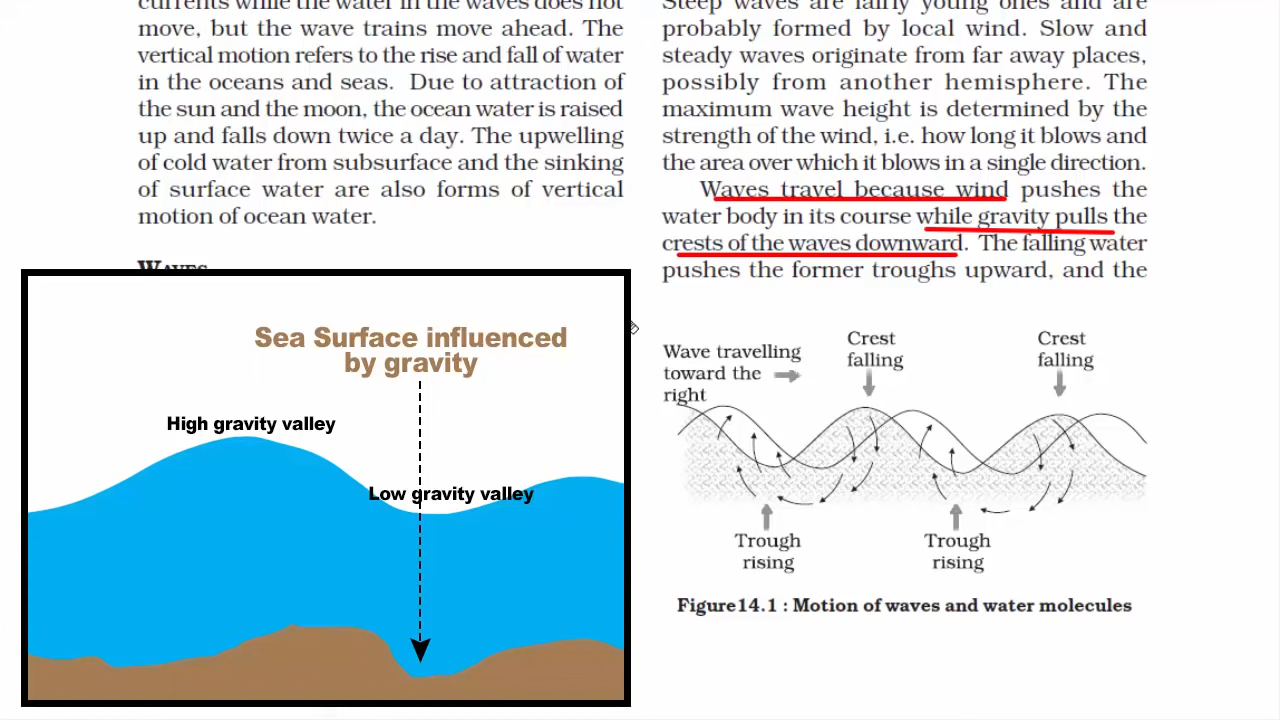 currents while the water in the waves does not
move, but the wave trains move ahead. The
vertical motion refers to the rise and fall of water
in the oceans and seas. Due to attraction of
the sun and the moon, the ocean water is raised
up and falls down twice a day. The upwelling
of cold water from subsurface and the sinking
of surface water are also forms of vertical
motion of ocean water.
WAVES
Sea Surface influenced
by gravity
High gravity valley
Low gravity valley
Steep waves are fairly young ones and are
probably formed by local wind. Slow and
steady waves originate from far away places,
possibly from another hemisphere. The
maximum wave height is determined by the
strength of the wind, i.e. how long it blows and
the area over which it blows in a single direction.
Waves travel because wind pushes the
water body in its course while gravity pulls the
crests of the waves downward. The falling water
pushes the former troughs upward, and the
Wave travelling
toward the
right
Crest
falling
Crest
falling
Trough
rising
Trough
rising
Figure 14.1 : Motion of waves and water molecules